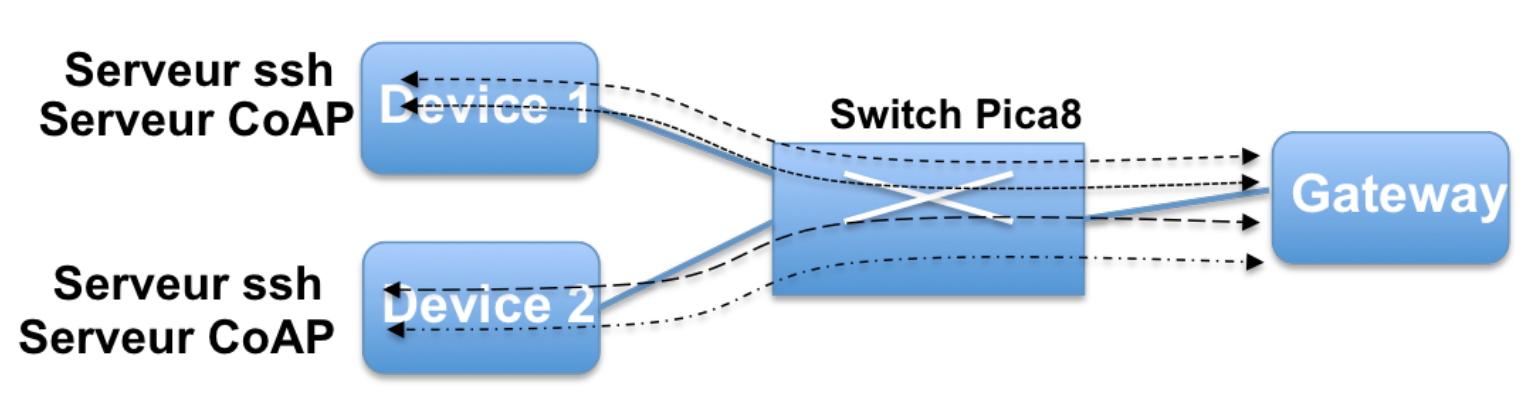 Serveur ssh
Serveur CoAP
Device 1
Switch Pica8
Gateway
Serveur ssh
Serveur CoAP
Device 2